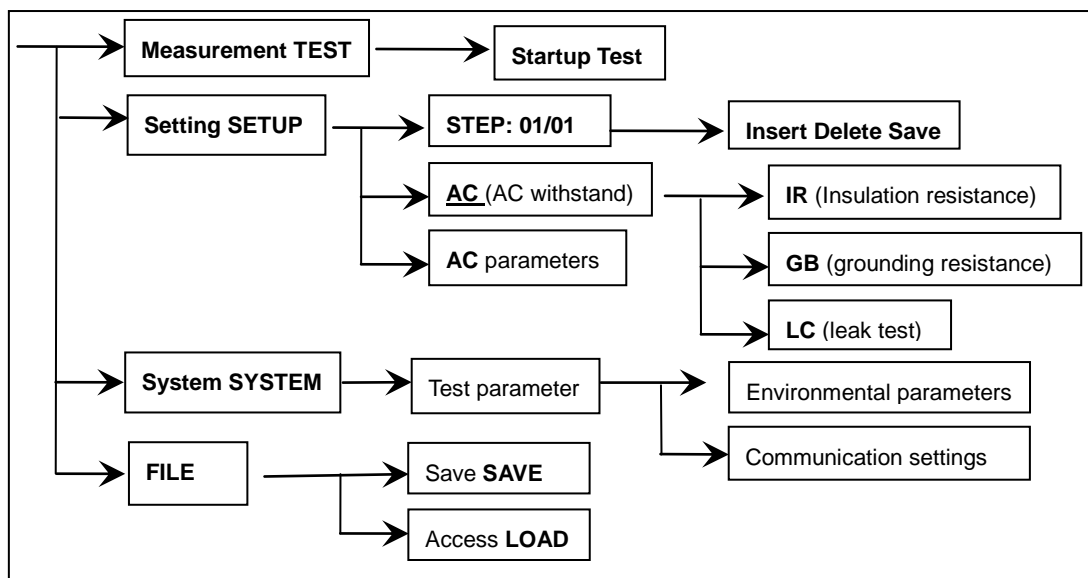 Measurement TEST
Startup Test
Setting SETUP
STEP: 01/01
Insert Delete Save
AC (AC withstand)
IR (Insulation resistance)
AC parameters
GB (grounding resistance)
LC (leak test)
System SYSTEM
Test parameter
Environmental parameters
Communication settings
FILE
Save SAVE
Access LOAD